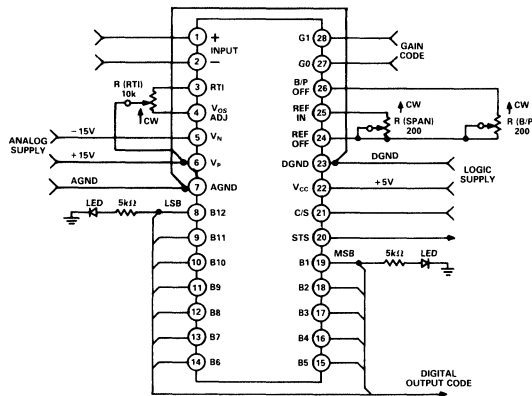 1 + INPUT
2 −
R (RTI)
10k
3 RTI
4 V_OS
ADJ
CW
ANALOG
SUPPLY
−15V
5 V_N
+15V
6 V_P
AGND
7 AGND
LED
5kΩ
LSB
8 B12
9 B11
10 B10
11 B9
12 B8
13 B7
14 B6
G1 28
G0 27
GAIN
CODE
B/P
OFF 26
REF
IN 25
REF
OFF 24
CW
R (SPAN)
200
CW
R (B/P)
200
DGND 23
DGND
V_CC 22
+5V
LOGIC
SUPPLY
C/S 21
STS 20
B1 19
MSB
5kΩ
LED
B2 18
B3 17
B4 16
B5 15
DIGITAL
OUTPUT CODE